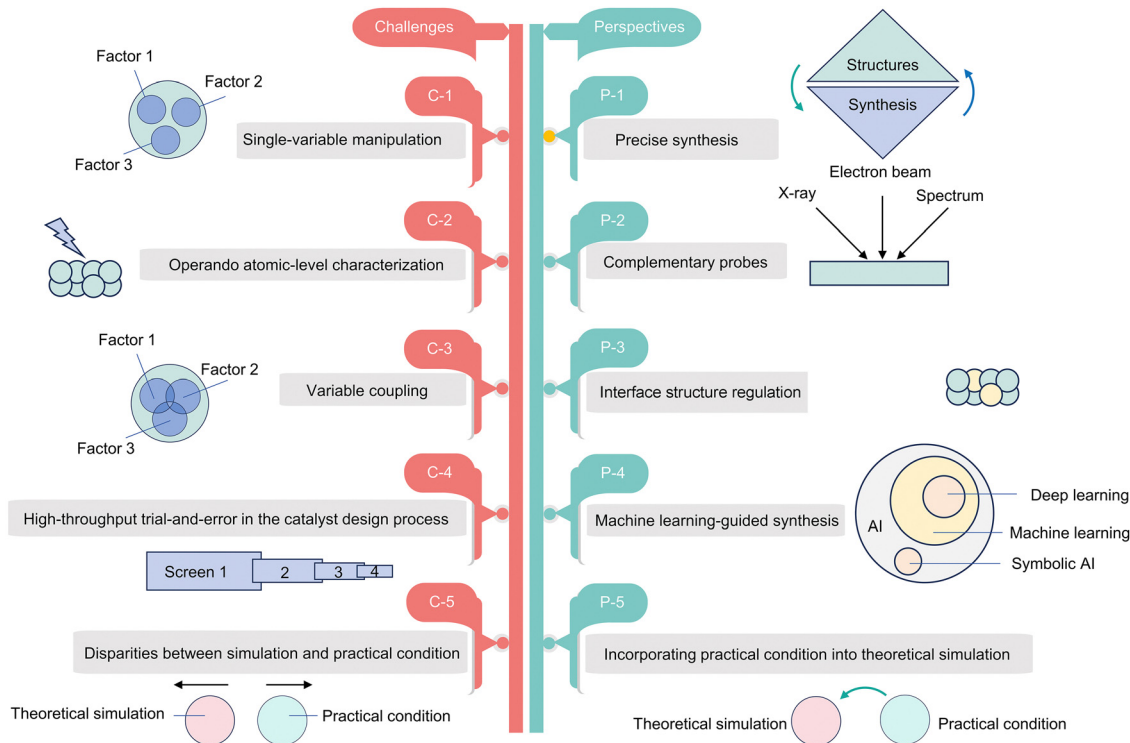 Challenges
Perspectives
Factor 1
Factor 2
Factor 3
C-1
Single-variable manipulation
P-1
Precise synthesis
Structures
Synthesis
C-2
Operando atomic-level characterization
P-2
Complementary probes
Electron beam
X-ray
Spectrum
Factor 1
Factor 2
Factor 3
C-3
Variable coupling
P-3
Interface structure regulation
C-4
High-throughput trial-and-error in the catalyst design process
Screen 1
2
3
4
P-4
Machine learning-guided synthesis
AI
Deep learning
Machine learning
Symbolic AI
C-5
Disparities between simulation and practical condition
Theoretical simulation
Practical condition
P-5
Incorporating practical condition into theoretical simulation
Theoretical simulation
Practical condition